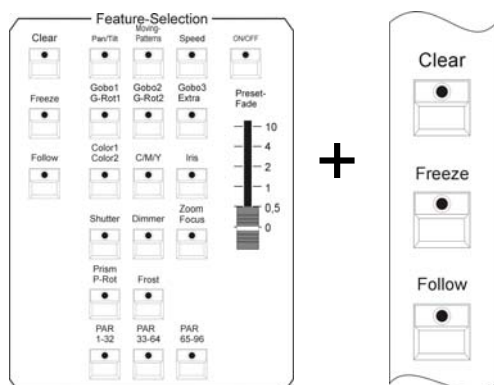 Feature-Selection
Clear
Pan/Tilt
Moving-
Patterns
Speed
ON/OFF
Freeze
Gobo1
G-Rot1
Gobo2
G-Rot2
Gobo3
Extra
Preset-
Fade
10
4
2
1
0,5
0
Follow
Color1
Color2
C/M/Y
Iris
Shutter
Dimmer
Zoom
Focus
Prism
P-Rot
Frost
PAR
1-32
PAR
33-64
PAR
65-96
+
Clear
Freeze
Follow